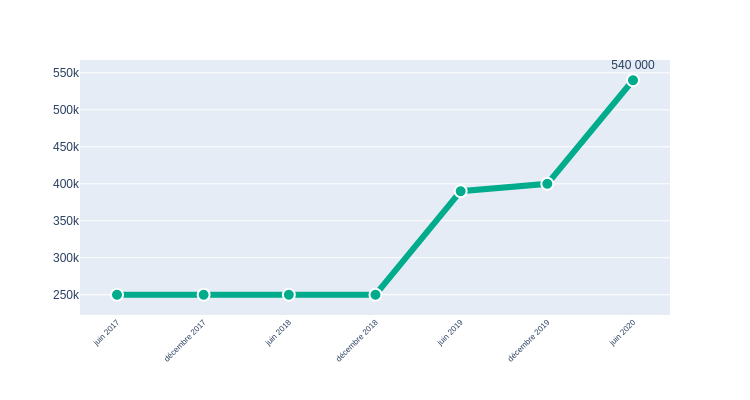 540 000
550k
500k
450k
400k
350k
300k
250k
juin 2017
décembre 2017
juin 2018
décembre 2018
juin 2019
décembre 2019
juin 2020